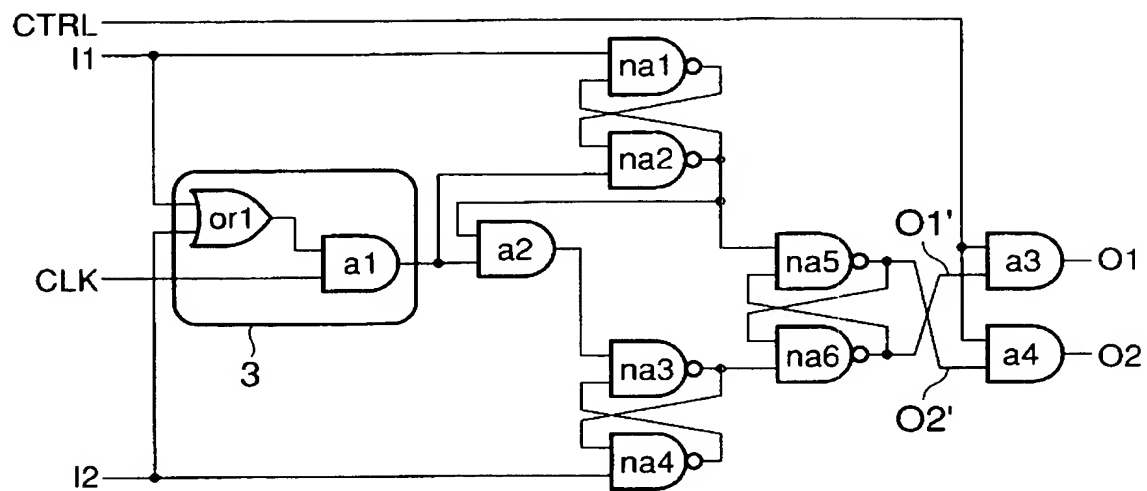 CTRL
I1
na1
na2
or1
a1
a2
CLK
3
na5
O1'
a3
O1
na3
na6
a4
O2
O2'
na4
I2